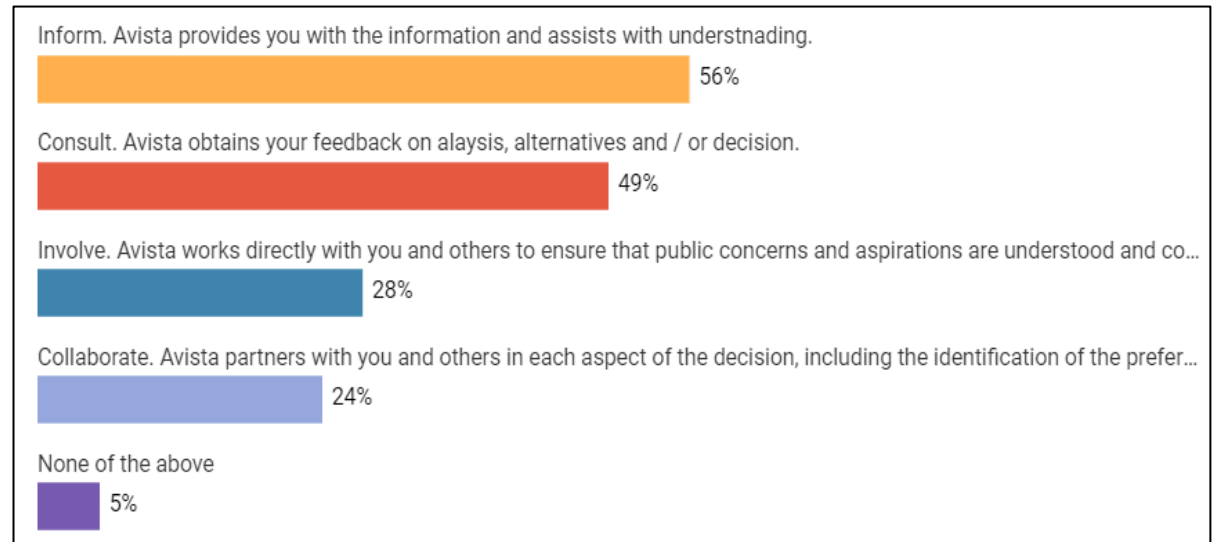 Inform. Avista provides you with the information and assists with understnading.
56%
Consult. Avista obtains your feedback on alaysis, alternatives and / or decision.
49%
Involve. Avista works directly with you and others to ensure that public concerns and aspirations are understood and co...
28%
Collaborate. Avista partners with you and others in each aspect of the decision, including the identification of the prefer...
24%
None of the above
5%